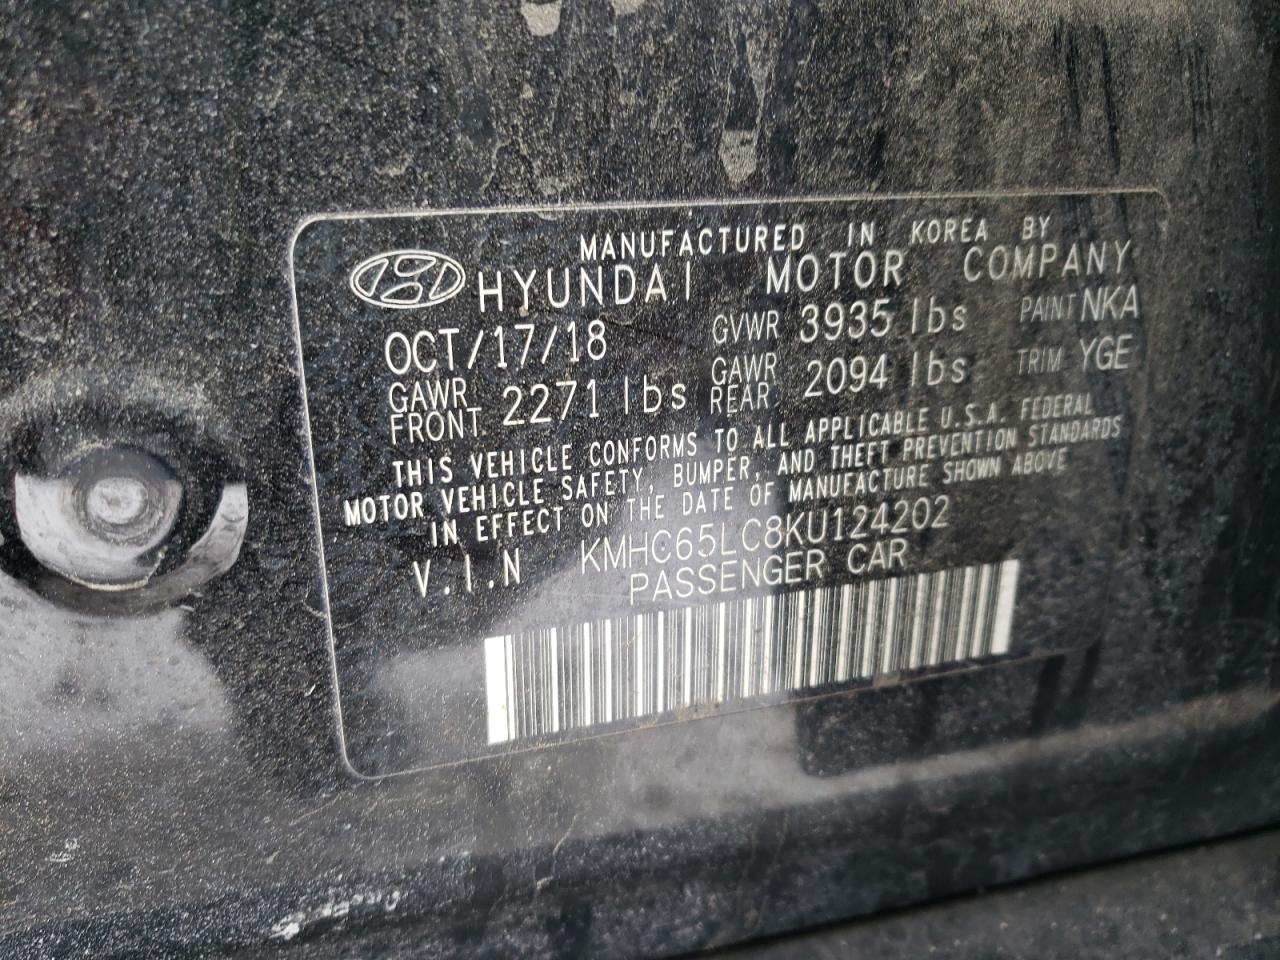 MANUFACTURED IN KOREA BY
HYUNDAI MOTOR COMPANY
OCT/17/18 GVWR 3935 lbs PAINT NKA
GAWR FRONT 2271 lbs GAWR REAR 2094 lbs TRIM YGE
THIS VEHICLE CONFORMS TO ALL APPLICABLE U.S.A. FEDERAL
MOTOR VEHICLE SAFETY, BUMPER, AND THEFT PREVENTION STANDARDS
IN EFFECT ON THE DATE OF MANUFACTURE SHOWN ABOVE
V.I.N KMHC65LC8KU124202
PASSENGER CAR